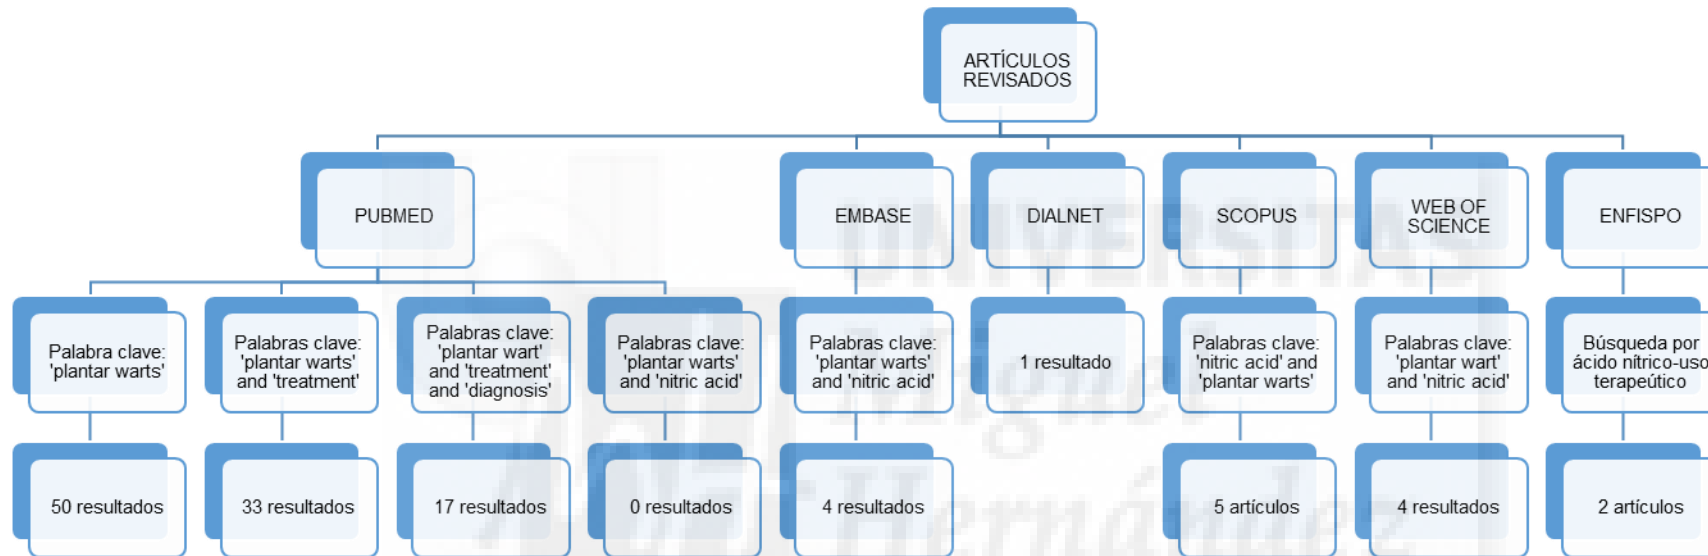 ARTÍCULOS
REVISADOS
PUBMED
EMBASE
DIALNET
SCOPUS
WEB OF
SCIENCE
ENFISPO
Palabra clave:
'plantar warts'
Palabras clave:
'plantar warts'
and 'treatment'
Palabras clave:
'plantar wart'
and 'treatment'
and 'diagnosis'
Palabras clave:
'plantar warts'
and 'nitric acid'
Palabras clave:
'plantar warts'
and 'nitric acid'
1 resultado
Palabras clave:
'nitric acid' and
'plantar warts'
Palabras clave:
'plantar wart'
and 'nitric acid'
Búsqueda por
ácido nítrico-uso
terapeútico
50 resultados
33 resultados
17 resultados
0 resultados
4 resultados
5 artículos
4 resultados
2 artículos
UNIVERSITAS
Miguel
Hernández